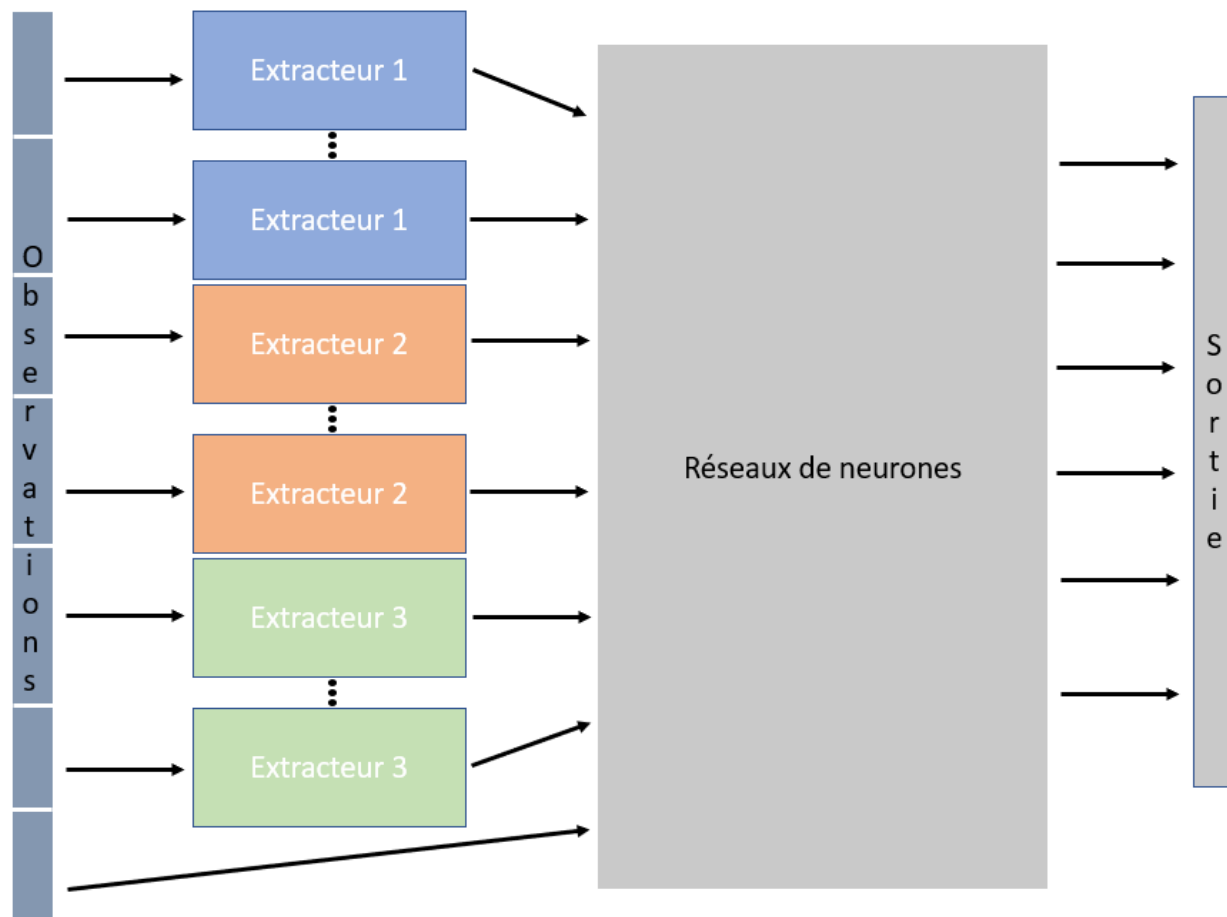 Observations
Extracteur 1
Extracteur 1
Extracteur 2
Extracteur 2
Extracteur 3
Extracteur 3
Réseaux de neurones
Sortie